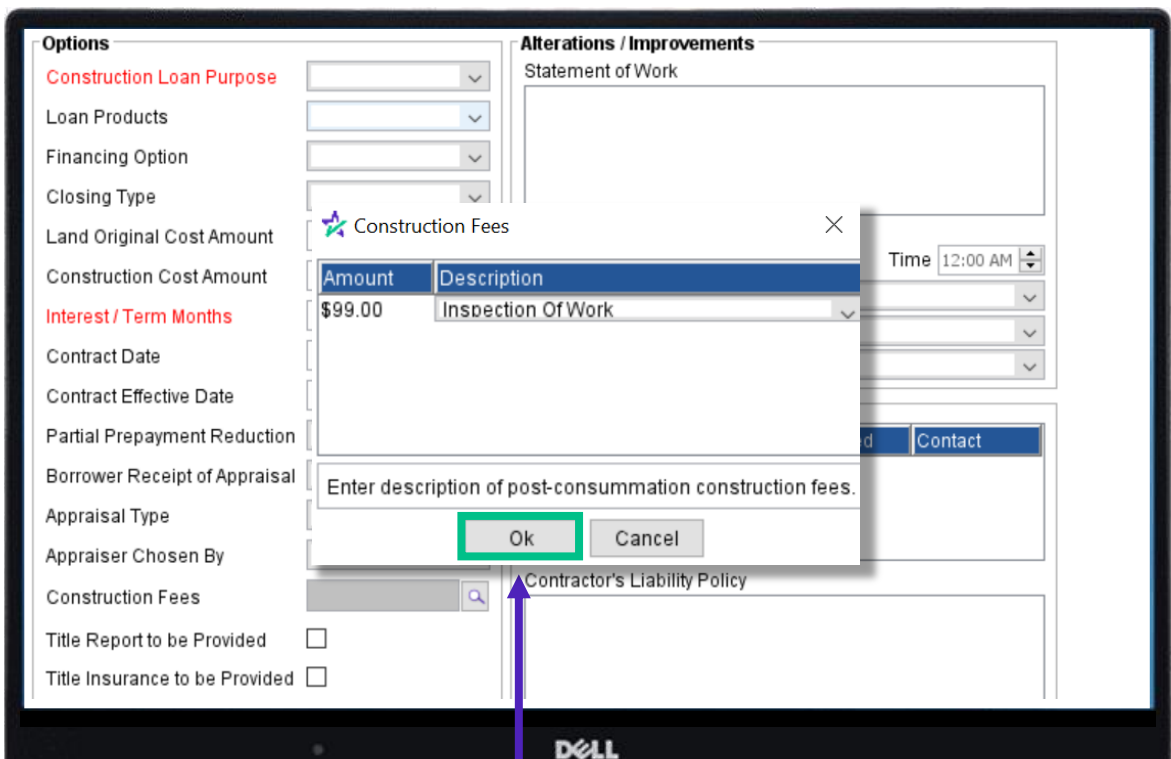 Options
Construction Loan Purpose
Loan Products
Financing Option
Closing Type
Land Original Cost Amount
Construction Cost Amount
Interest / Term Months
Contract Date
Contract Effective Date
Partial Prepayment Reduction
Borrower Receipt of Appraisal
Appraisal Type
Appraiser Chosen By
Construction Fees
Title Report to be Provided
Title Insurance to be Provided
Alterations / Improvements
Statement of Work
Time 12:00 AM
Contact
Contractor's Liability Policy
Construction Fees
Amount Description
$99.00 Inspection Of Work
Enter description of post-consummation construction fees.
Ok Cancel
DELL